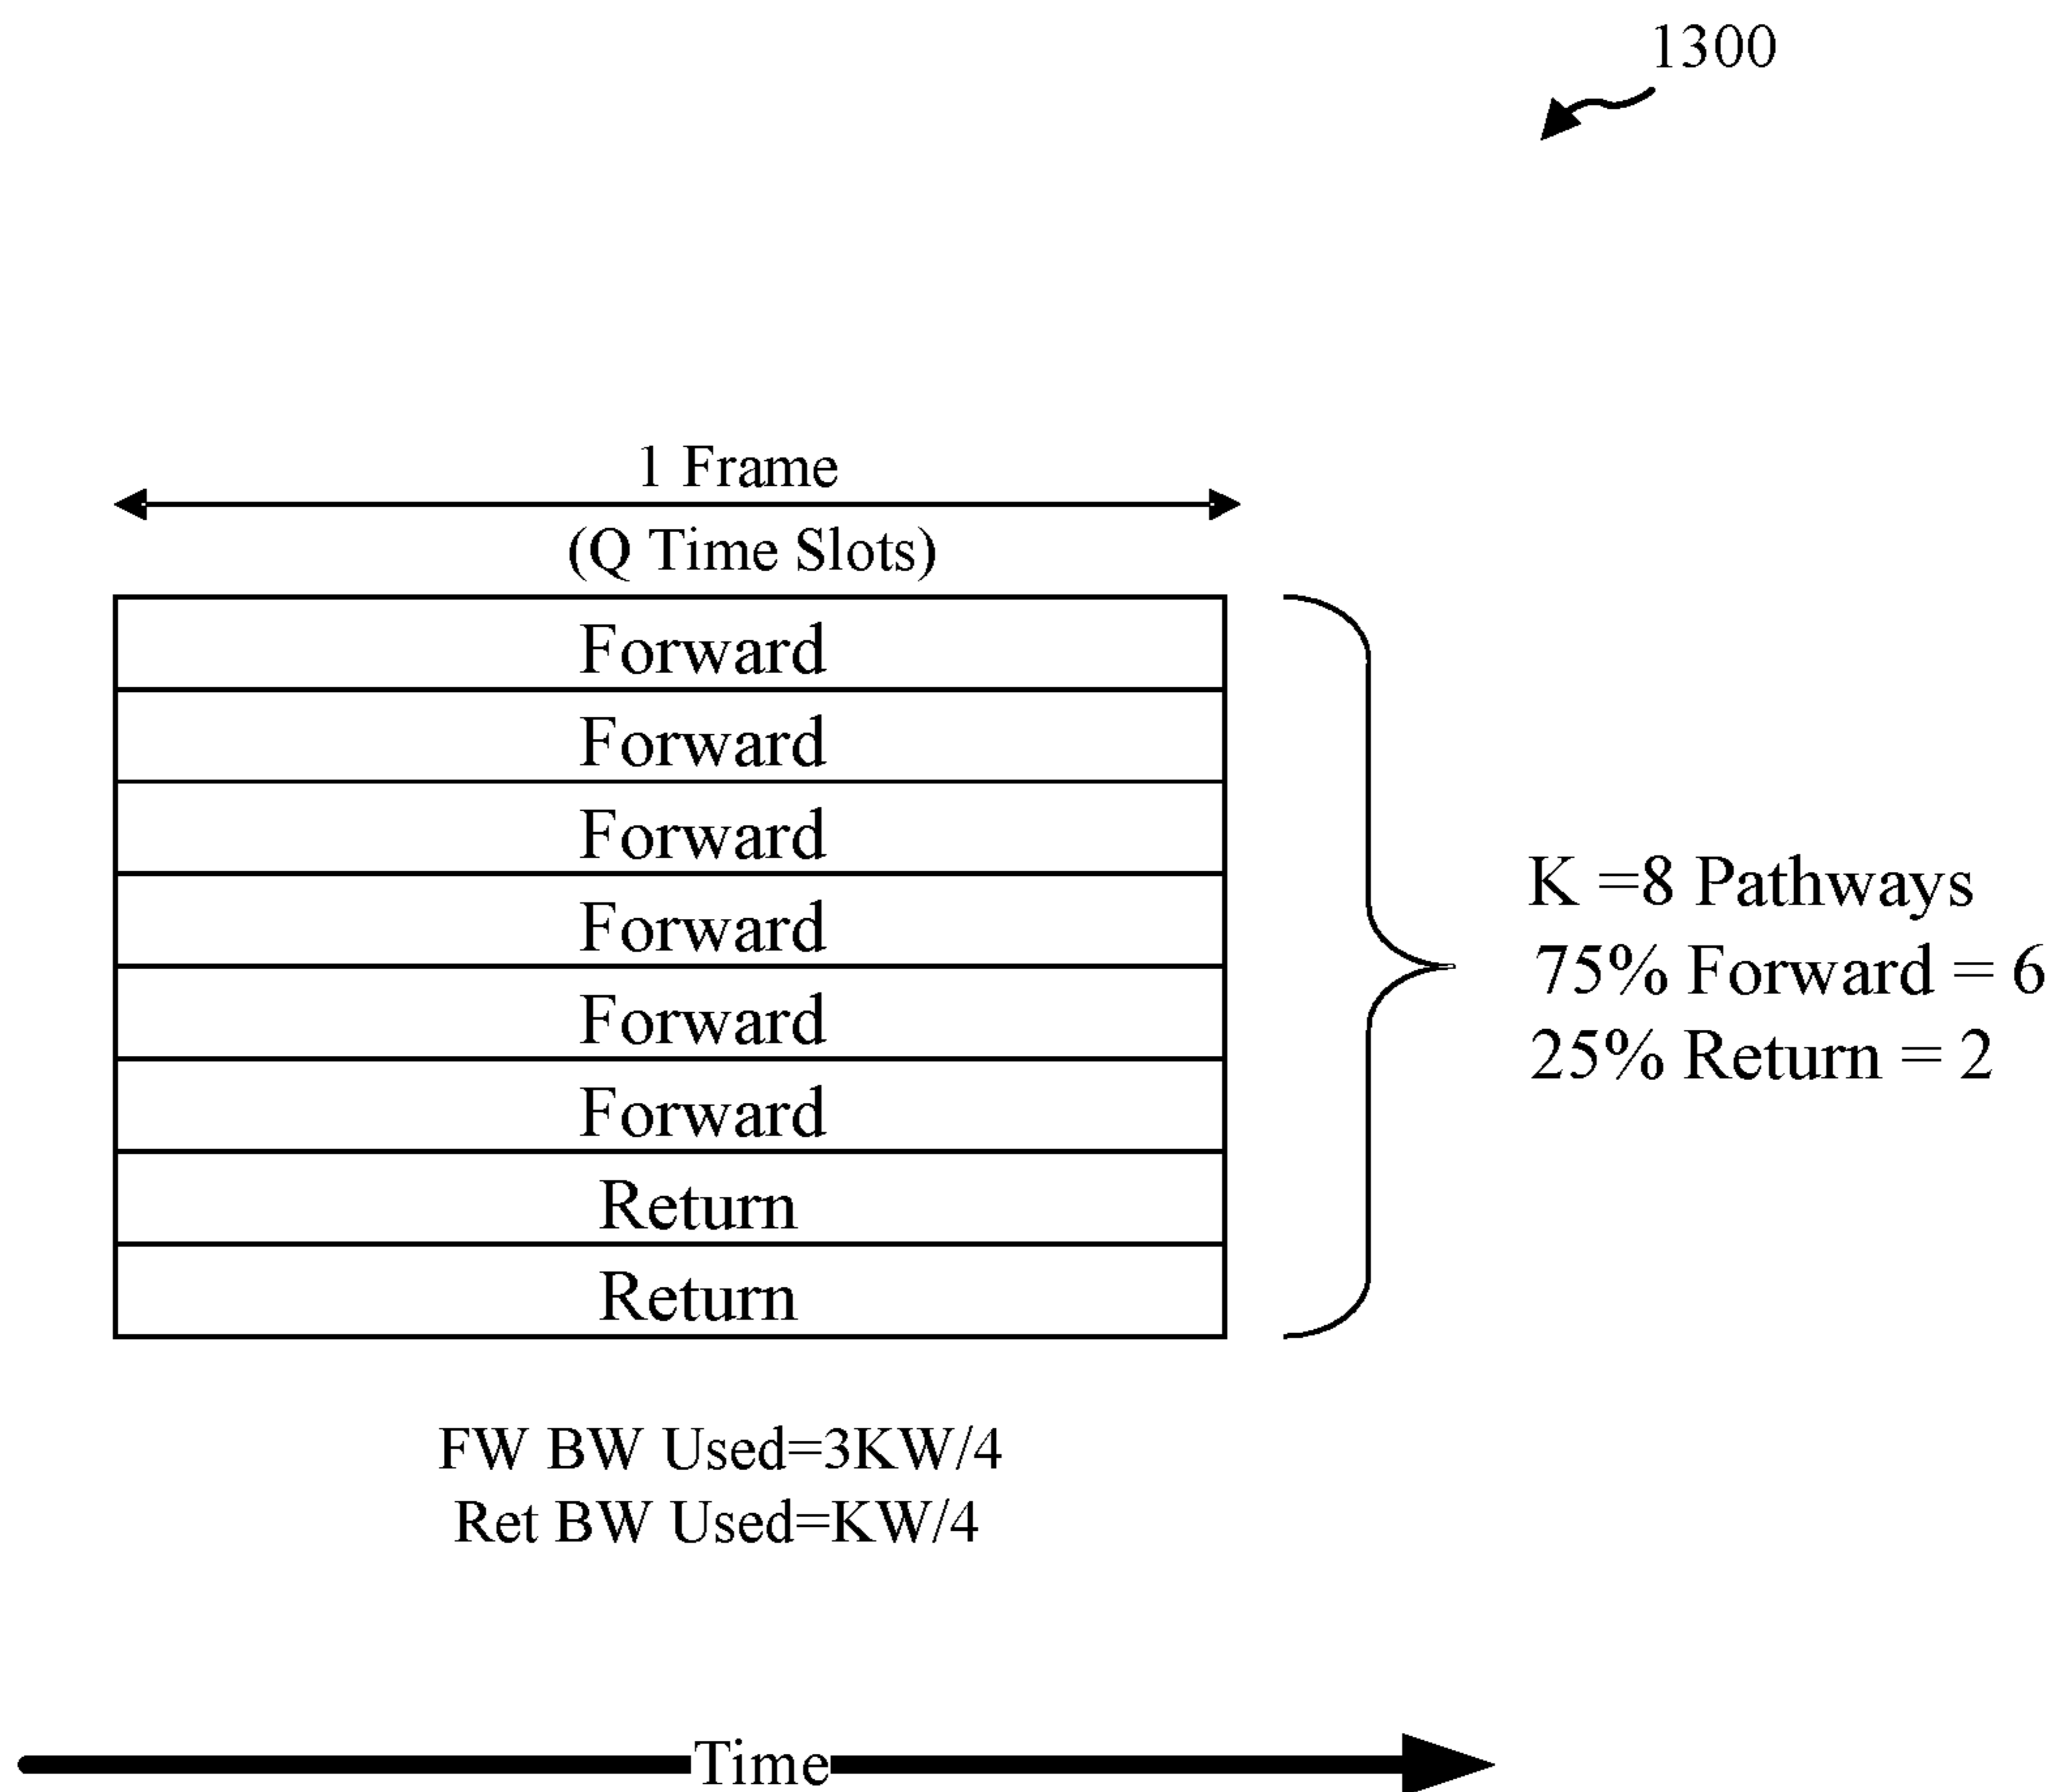 1300
1 Frame
(Q Time Slots)
Forward
Forward
Forward
Forward
Forward
Forward
Return
Return
K =8 Pathways
75% Forward = 6
25% Return = 2
FW BW Used=3KW/4
Ret BW Used=KW/4
Time